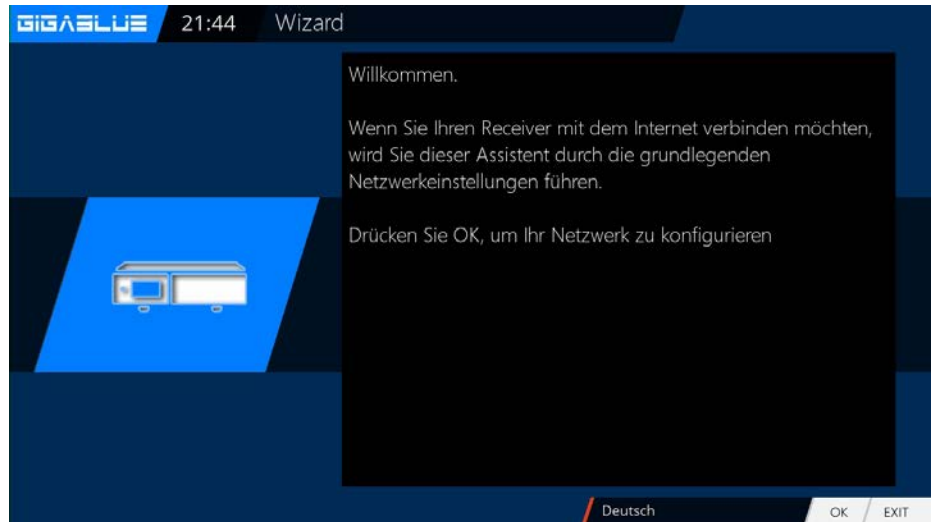 GIGABLUE 21:44 Wizard
Willkommen.
Wenn Sie Ihren Receiver mit dem Internet verbinden möchten,
wird Sie dieser Assistent durch die grundlegenden
Netzwerkeinstellungen führen.
Drücken Sie OK, um Ihr Netzwerk zu konfigurieren
Deutsch OK EXIT